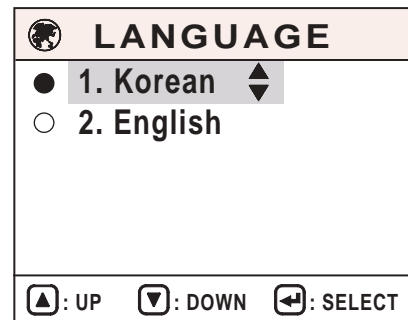 LANGUAGE
1. Korean
2. English
: UP : DOWN : SELECT